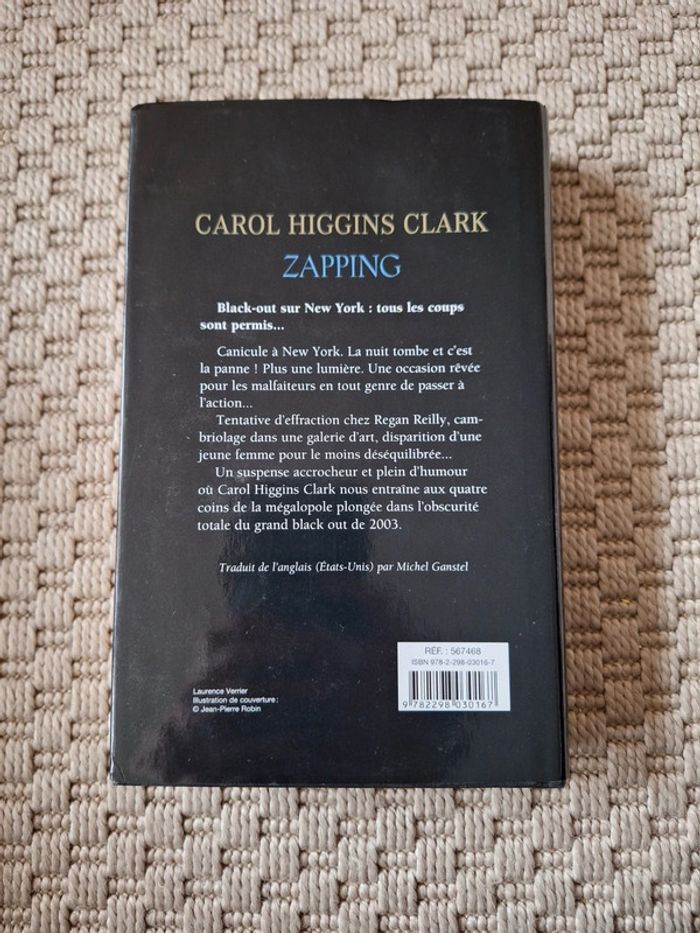 CAROL HIGGINS CLARK
ZAPPING
Black-out sur New York : tous les coups
sont permis...
Canicule à New York. La nuit tombe et c'est
la panne ! Plus une lumière. Une occasion rêvée
pour les malfaiteurs en tout genre de passer à
l'action...
Tentative d'effraction chez Regan Reilly, cam-
briolage dans une galerie d'art, disparition d'une
jeune femme pour le moins déséquilibrée...
Un suspense accrocheur et plein d'humour
où Carol Higgins Clark nous entraîne aux quatre
coins de la mégalopole plongée dans l'obscurité
totale du grand black out de 2003.
Traduit de l'anglais (États-Unis) par Michel Ganstel
RÉF. : 567468
ISBN 978-2-298-03016-7
9 782298 030167
Laurence Verrier
Illustration de couverture :
© Jean-Pierre Robin